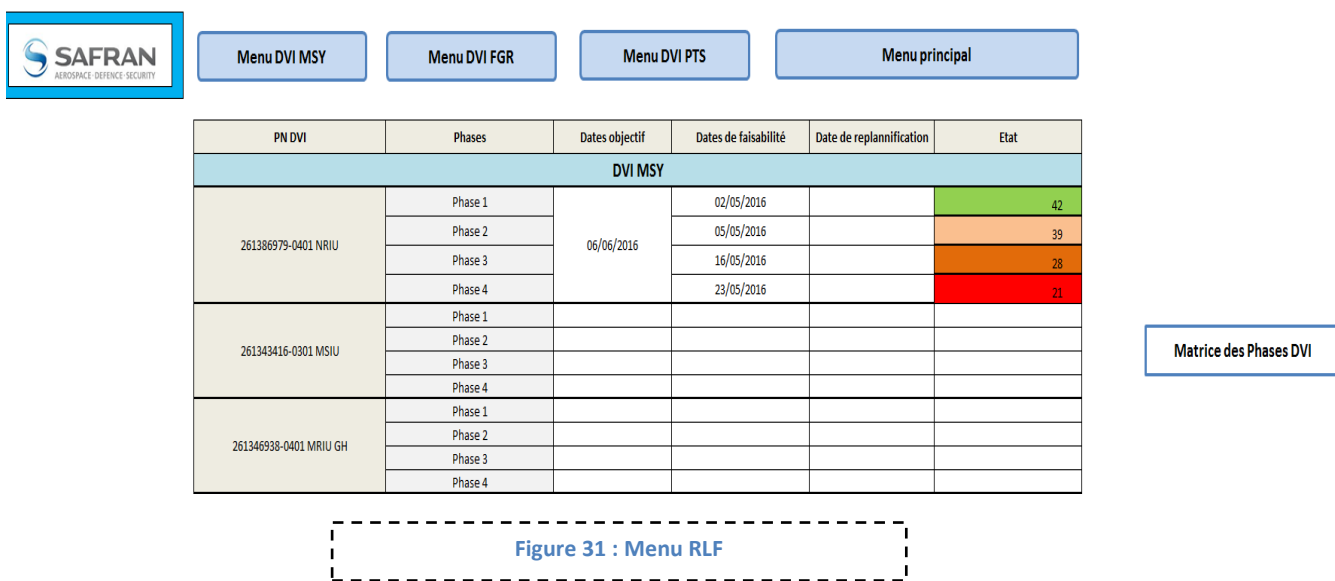 SAFRAN
AEROSPACE·DEFENCE·SECURITY
Menu DVI MSY
Menu DVI FGR
Menu DVI PTS
Menu principal
PN DVI Phases Dates objectif Dates de faisabilité Date de replannification Etat
DVI MSY
261386979-0401 NRIU
06/06/2016
Phase 1 02/05/2016 42
Phase 2 05/05/2016 39
Phase 3 16/05/2016 28
Phase 4 23/05/2016 21
261343416-0301 MSIU
Phase 1
Phase 2
Phase 3
Phase 4
261346938-0401 MRIU GH
Phase 1
Phase 2
Phase 3
Phase 4
Matrice des Phases DVI
Figure 31 : Menu RLF